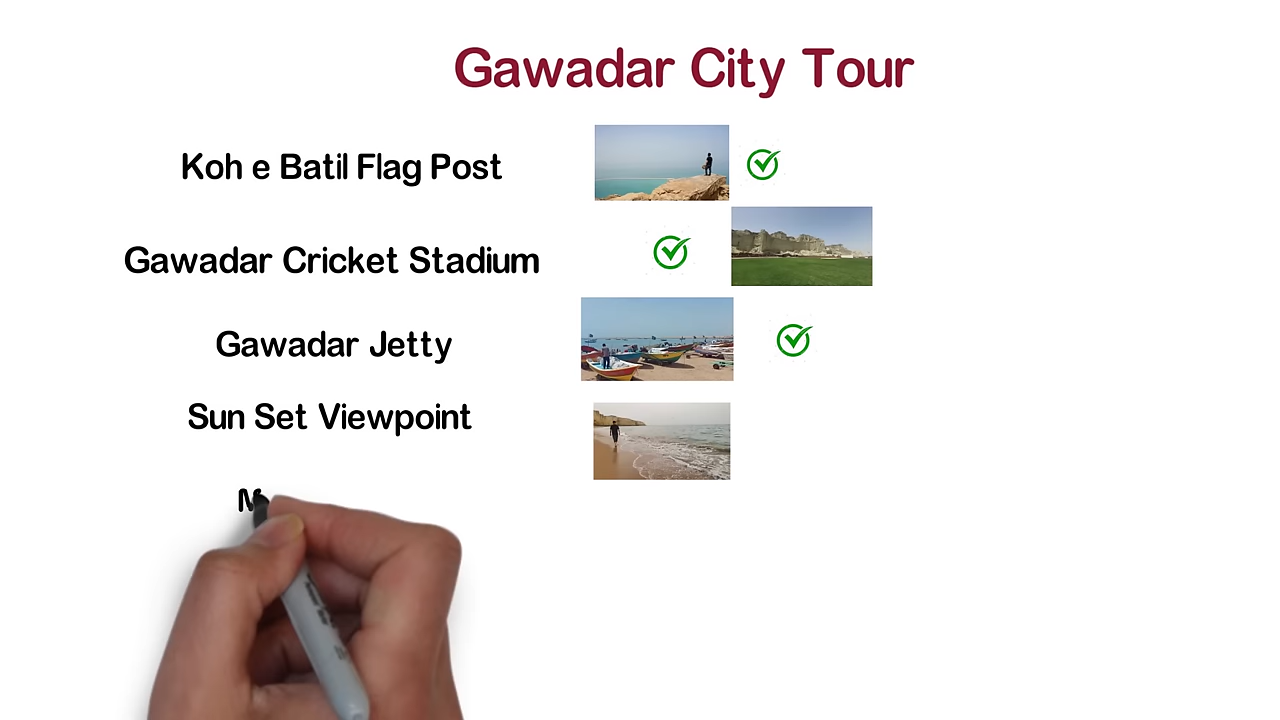 Gawadar City Tour
Koh e Batil Flag Post
Gawadar Cricket Stadium
Gawadar Jetty
Sun Set Viewpoint